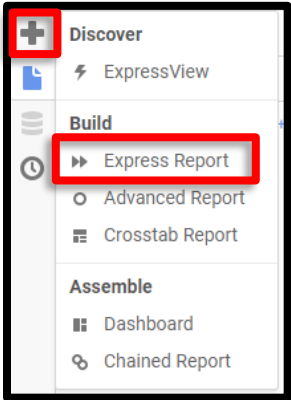 Discover
ExpressView
Build
Express Report
Advanced Report
Crosstab Report
Assemble
Dashboard
Chained Report